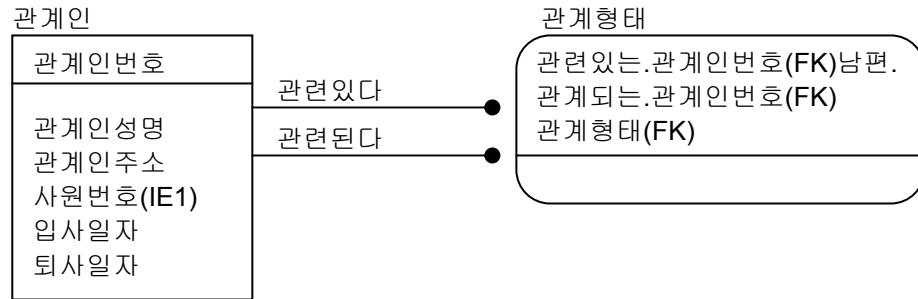 관계인
관계인번호
관계인성명
관계인주소
사원번호(IE1)
입사일자
퇴사일자
관련있다
관련된다
관계형태
관련있는.관계인번호(FK)남편.
관계되는.관계인번호(FK)
관계형태(FK)